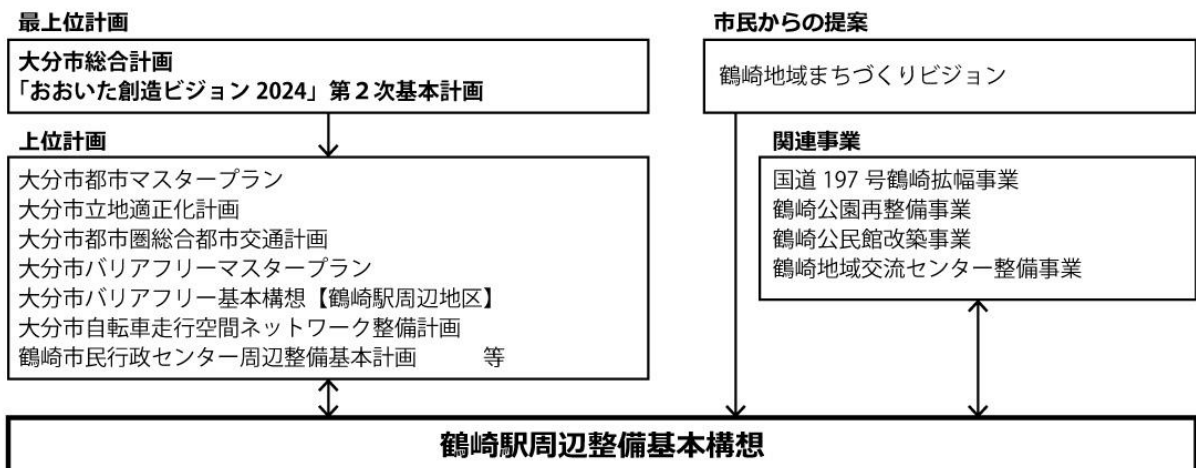 最上位計画
大分市総合計画
「おおいた創造ビジョン 2024」第２次基本計画
上位計画
大分市都市マスタープラン
大分市立地適正化計画
大分市都市圏総合都市交通計画
大分市バリアフリーマスタープラン
大分市バリアフリー基本構想【鶴崎駅周辺地区】
大分市自転車走行空間ネットワーク整備計画
鶴崎市民行政センター周辺整備基本計画　　　等
市民からの提案
鶴崎地域まちづくりビジョン
関連事業
国道 197 号鶴崎拡幅事業
鶴崎公園再整備事業
鶴崎公民館改築事業
鶴崎地域交流センター整備事業
鶴崎駅周辺整備基本構想